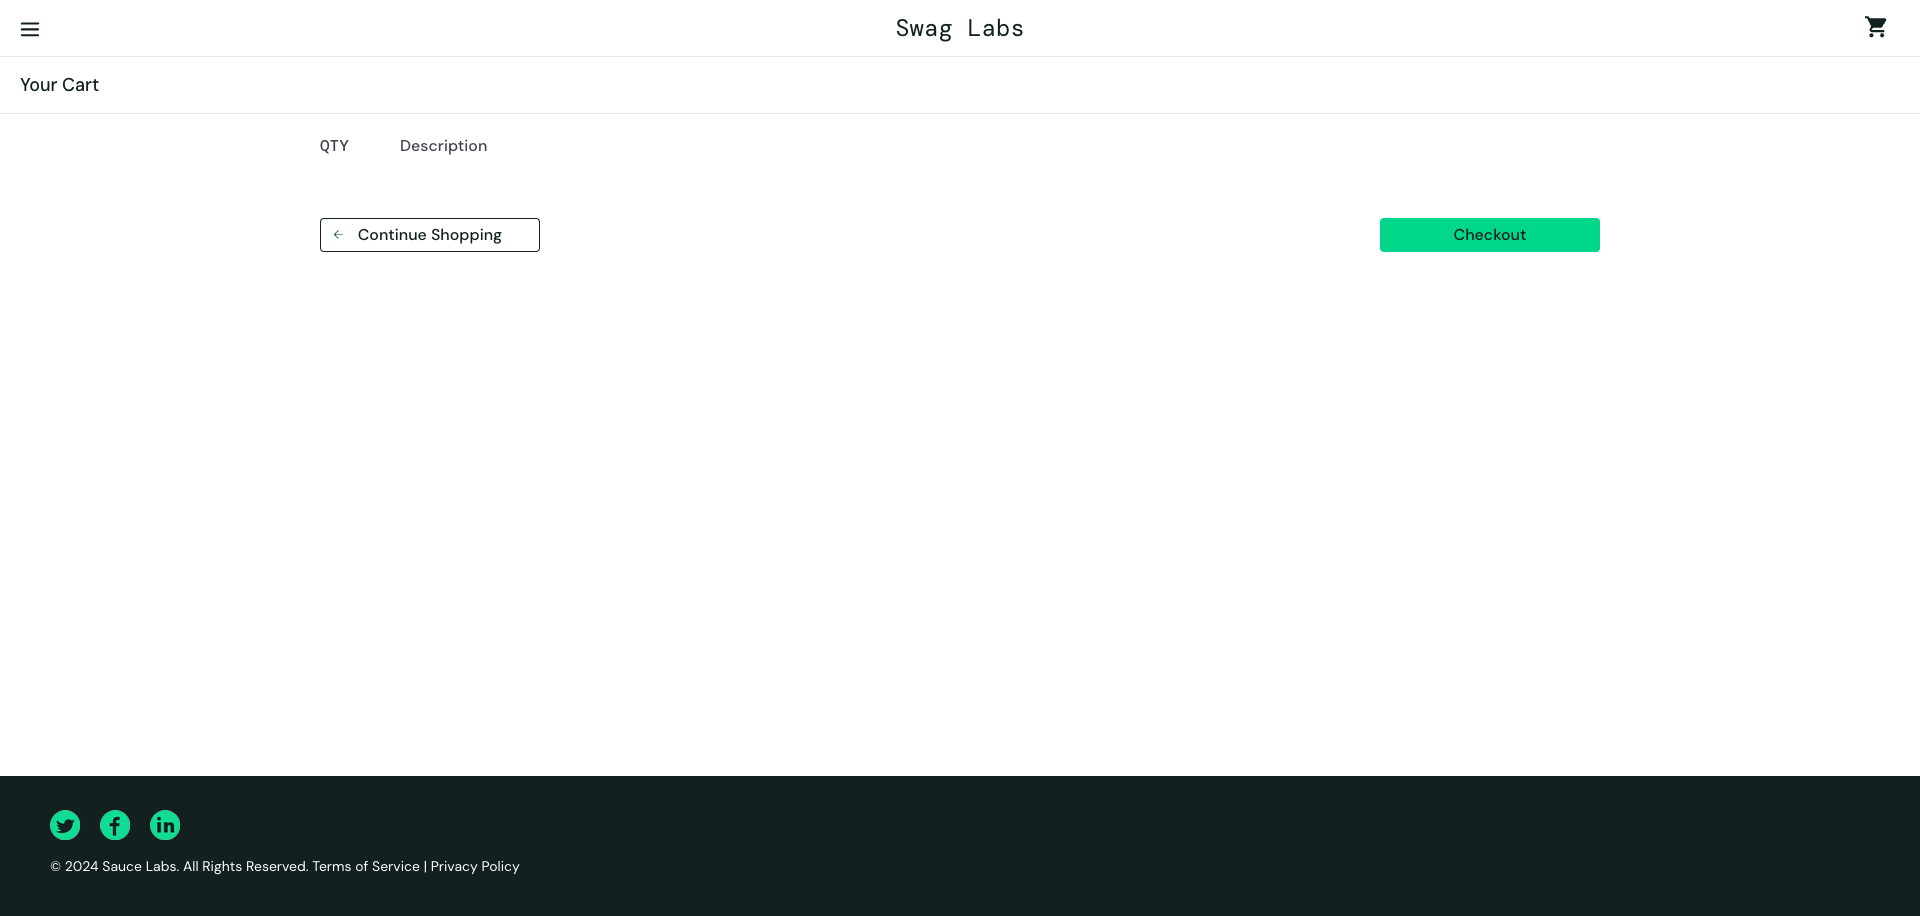 Swag Labs
Your Cart
QTY Description
Continue Shopping Checkout
© 2024 Sauce Labs. All Rights Reserved. Terms of Service | Privacy Policy